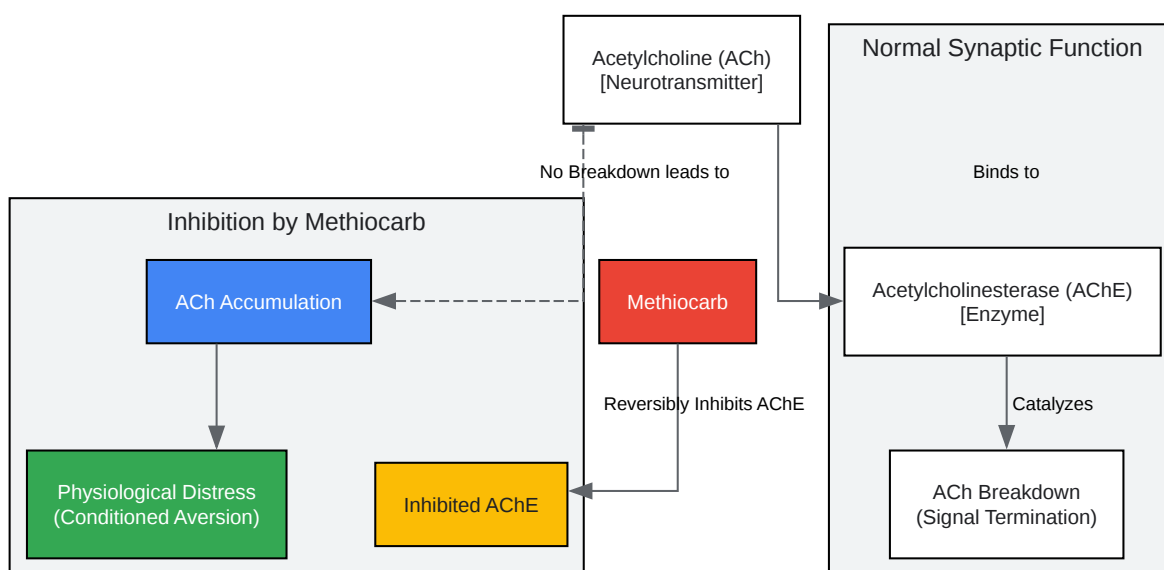 Acetylcholine (ACh)
[Neurotransmitter]
Normal Synaptic Function
No Breakdown leads to
Binds to
Inhibition by Methiocarb
ACh Accumulation
Methiocarb
Acetylcholinesterase (AChE)
[Enzyme]
Reversibly Inhibits AChE
Catalyzes
Physiological Distress
(Conditioned Aversion)
Inhibited AChE
ACh Breakdown
(Signal Termination)